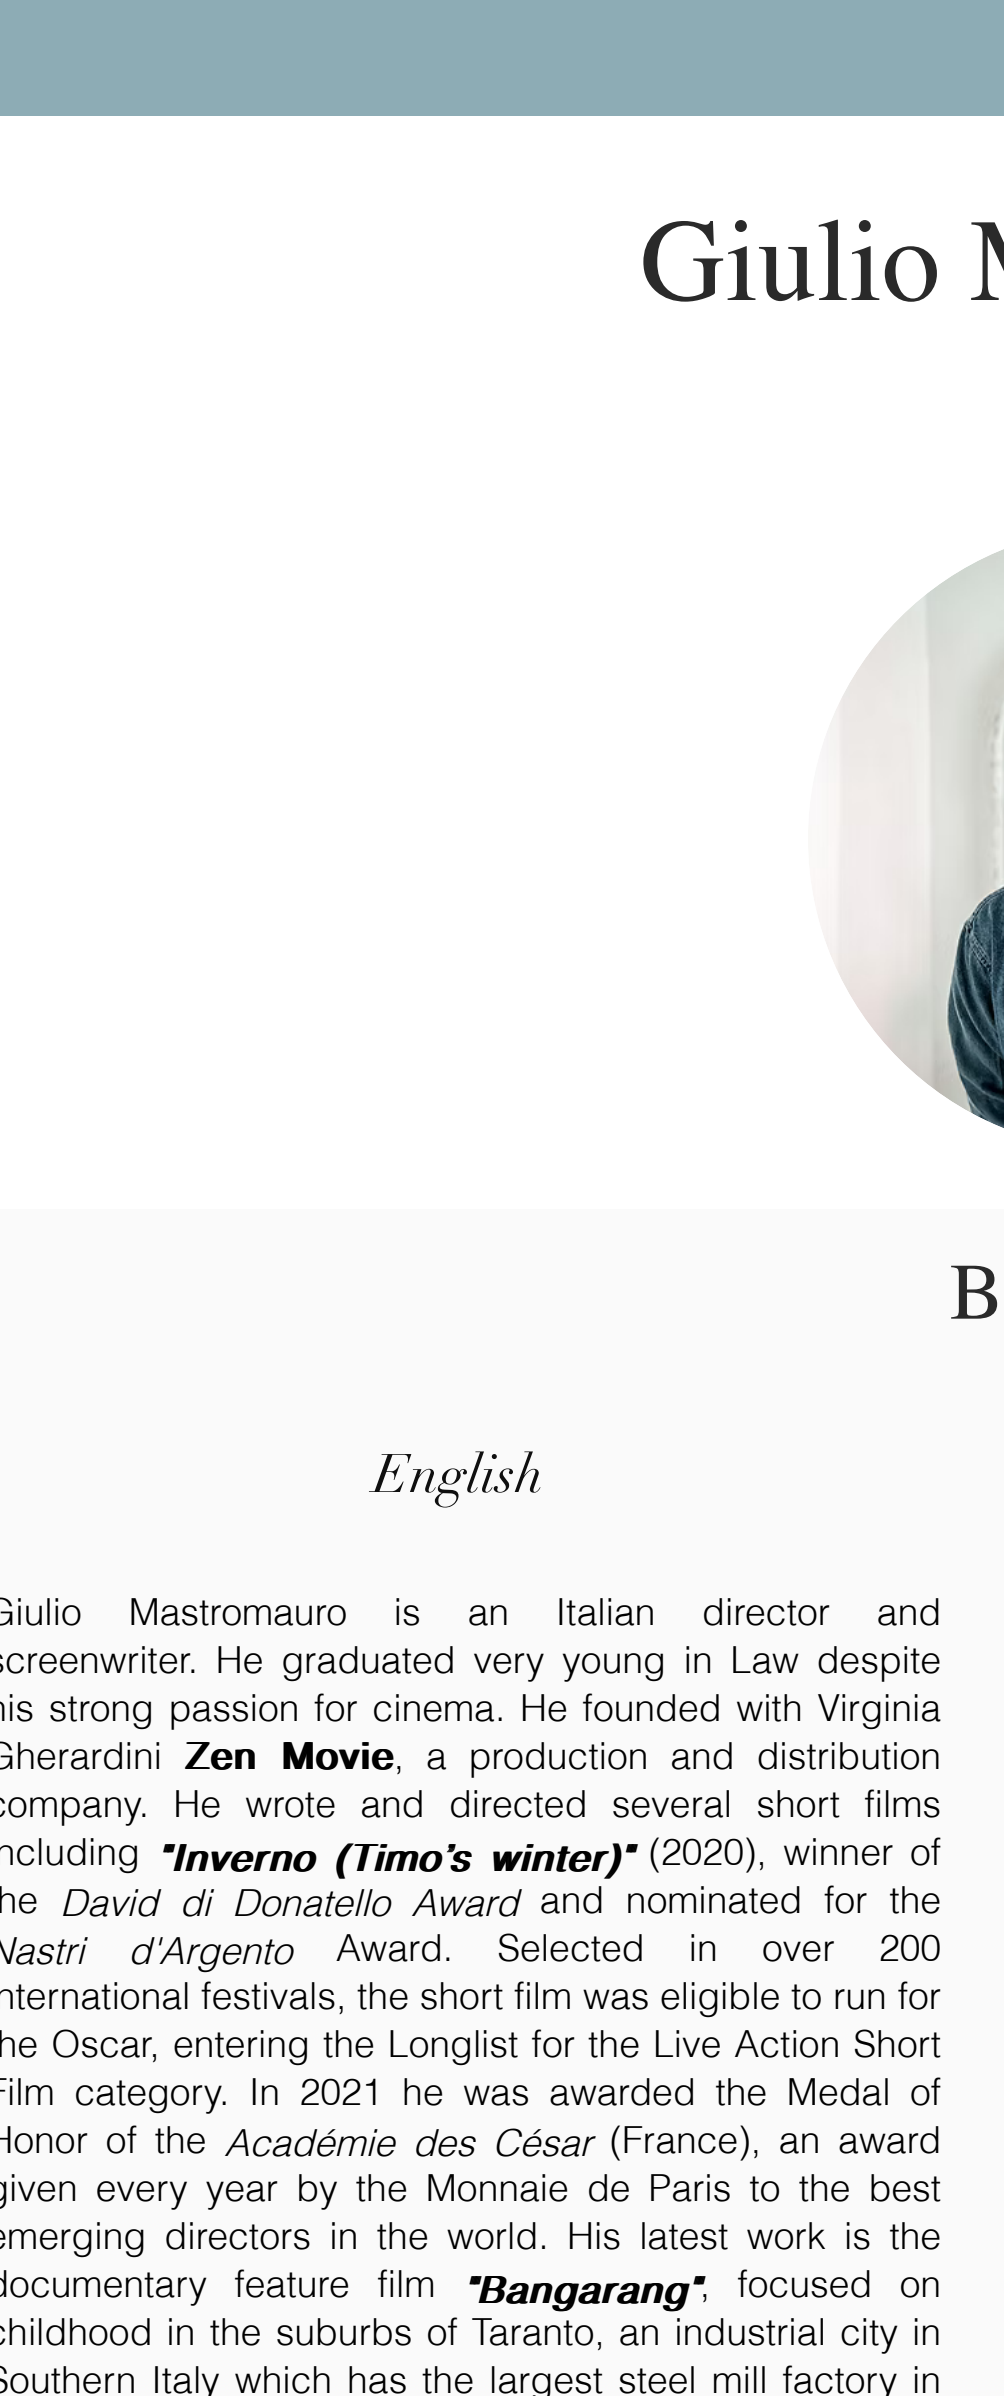 Giulio M
B
English
Giulio Mastromauro is an Italian director and
screenwriter. He graduated very young in Law despite
his strong passion for cinema. He founded with Virginia
Gherardini Zen Movie, a production and distribution
company. He wrote and directed several short films
including "Inverno (Timo’s winter)" (2020), winner of
the David di Donatello Award and nominated for the
Nastri d'Argento Award. Selected in over 200
international festivals, the short film was eligible to run for
the Oscar, entering the Longlist for the Live Action Short
Film category. In 2021 he was awarded the Medal of
Honor of the Académie des César (France), an award
given every year by the Monnaie de Paris to the best
emerging directors in the world. His latest work is the
documentary feature film "Bangarang", focused on
childhood in the suburbs of Taranto, an industrial city in
Southern Italy which has the largest steel mill factory in